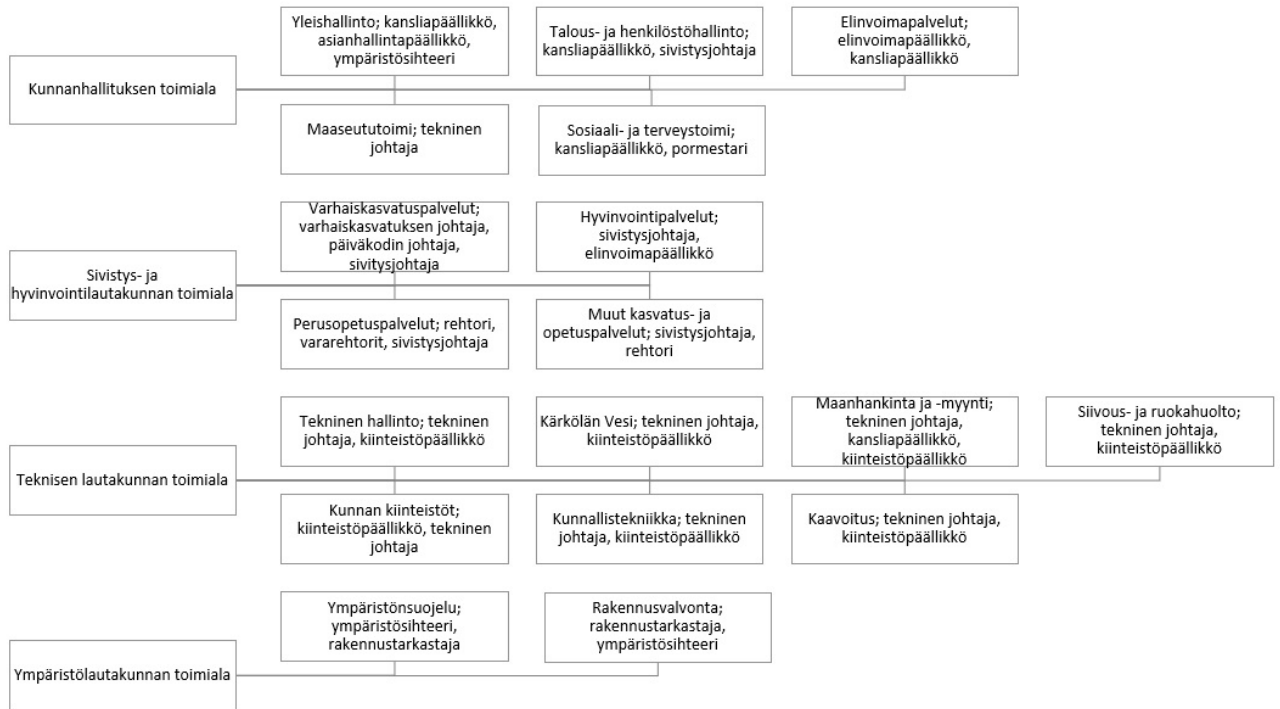 Kunnanhallituksen toimiala
Yleishallinto; kansliapäällikkö,
asianhallintapäällikkö,
ympäristösihteeri
Talous- ja henkilöstöhallinto;
kansliapäällikkö, sivistysjohtaja
Elinvoimapalvelut;
elinvoimapäällikkö,
kansliapäällikkö
Maaseututoimi; tekninen
johtaja
Sosiaali- ja terveystoimi;
kansliapäällikkö, pormestari
Sivistys- ja
hyvinvointilautakunnan toimiala
Varhaiskasvatuspalvelut;
varhaiskasvatuksen johtaja,
päiväkodin johtaja,
sivitysjohtaja
Hyvinvointipalvelut;
sivistysjohtaja,
elinvoimapäällikkö
Perusopetuspalvelut; rehtori,
vararehtorit, sivistysjohtaja
Muut kasvatus- ja
opetuspalvelut; sivistysjohtaja,
rehtori
Teknisen lautakunnan toimiala
Tekninen hallinto; tekninen
johtaja, kiinteistöpäällikkö
Kärkölän Vesi; tekninen johtaja,
kiinteistöpäällikkö
Maanhankinta ja -myynti;
tekninen johtaja,
kansliapäällikkö,
kiinteistöpäällikkö
Siivous- ja ruokahuolto;
tekninen johtaja,
kiinteistöpäällikkö
Kunnan kiinteistöt;
kiinteistöpäällikkö, tekninen
johtaja
Kunnallistekniikka; tekninen
johtaja, kiinteistöpäällikkö
Kaavoitus; tekninen johtaja,
kiinteistöpäällikkö
Ympäristölautakunnan toimiala
Ympäristönsuojelu;
ympäristösihteeri,
rakennustarkastaja
Rakennusvalvonta;
rakennustarkastaja,
ympäristösihteeri